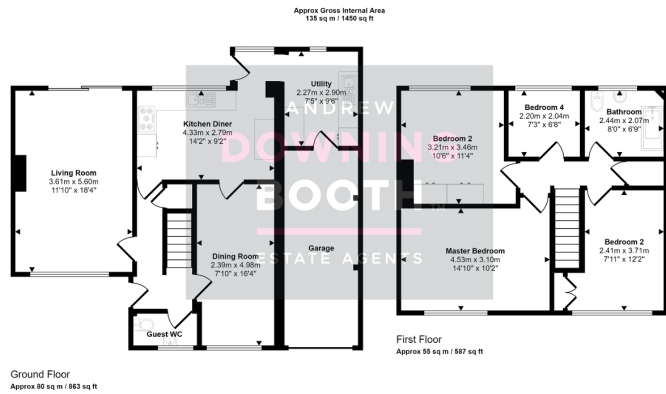 Approx Gross Internal Area
135 sq m / 1450 sq ft
Utility
2.27m x 2.90m
7'5" x 9'6"
Kitchen Diner
4.33m x 2.79m
14'2" x 9'2"
Living Room
3.61m x 5.60m
11'10" x 18'4"
Dining Room
2.39m x 4.98m
7'10" x 16'4"
Garage
Guest WC
Ground Floor
Approx 80 sq m / 863 sq ft
Bedroom 2
3.21m x 3.46m
10'6" x 11'4"
Bedroom 4
2.20m x 2.04m
7'3" x 6'8"
Bathroom
2.44m x 2.07m
8'0" x 6'9"
Master Bedroom
4.53m x 3.10m
14'10" x 10'2"
Bedroom 2
2.41m x 3.71m
7'11" x 12'2"
First Floor
Approx 55 sq m / 587 sq ft
ANDREW
DOWNING
BOOTH
TM
ESTATE AGENTS